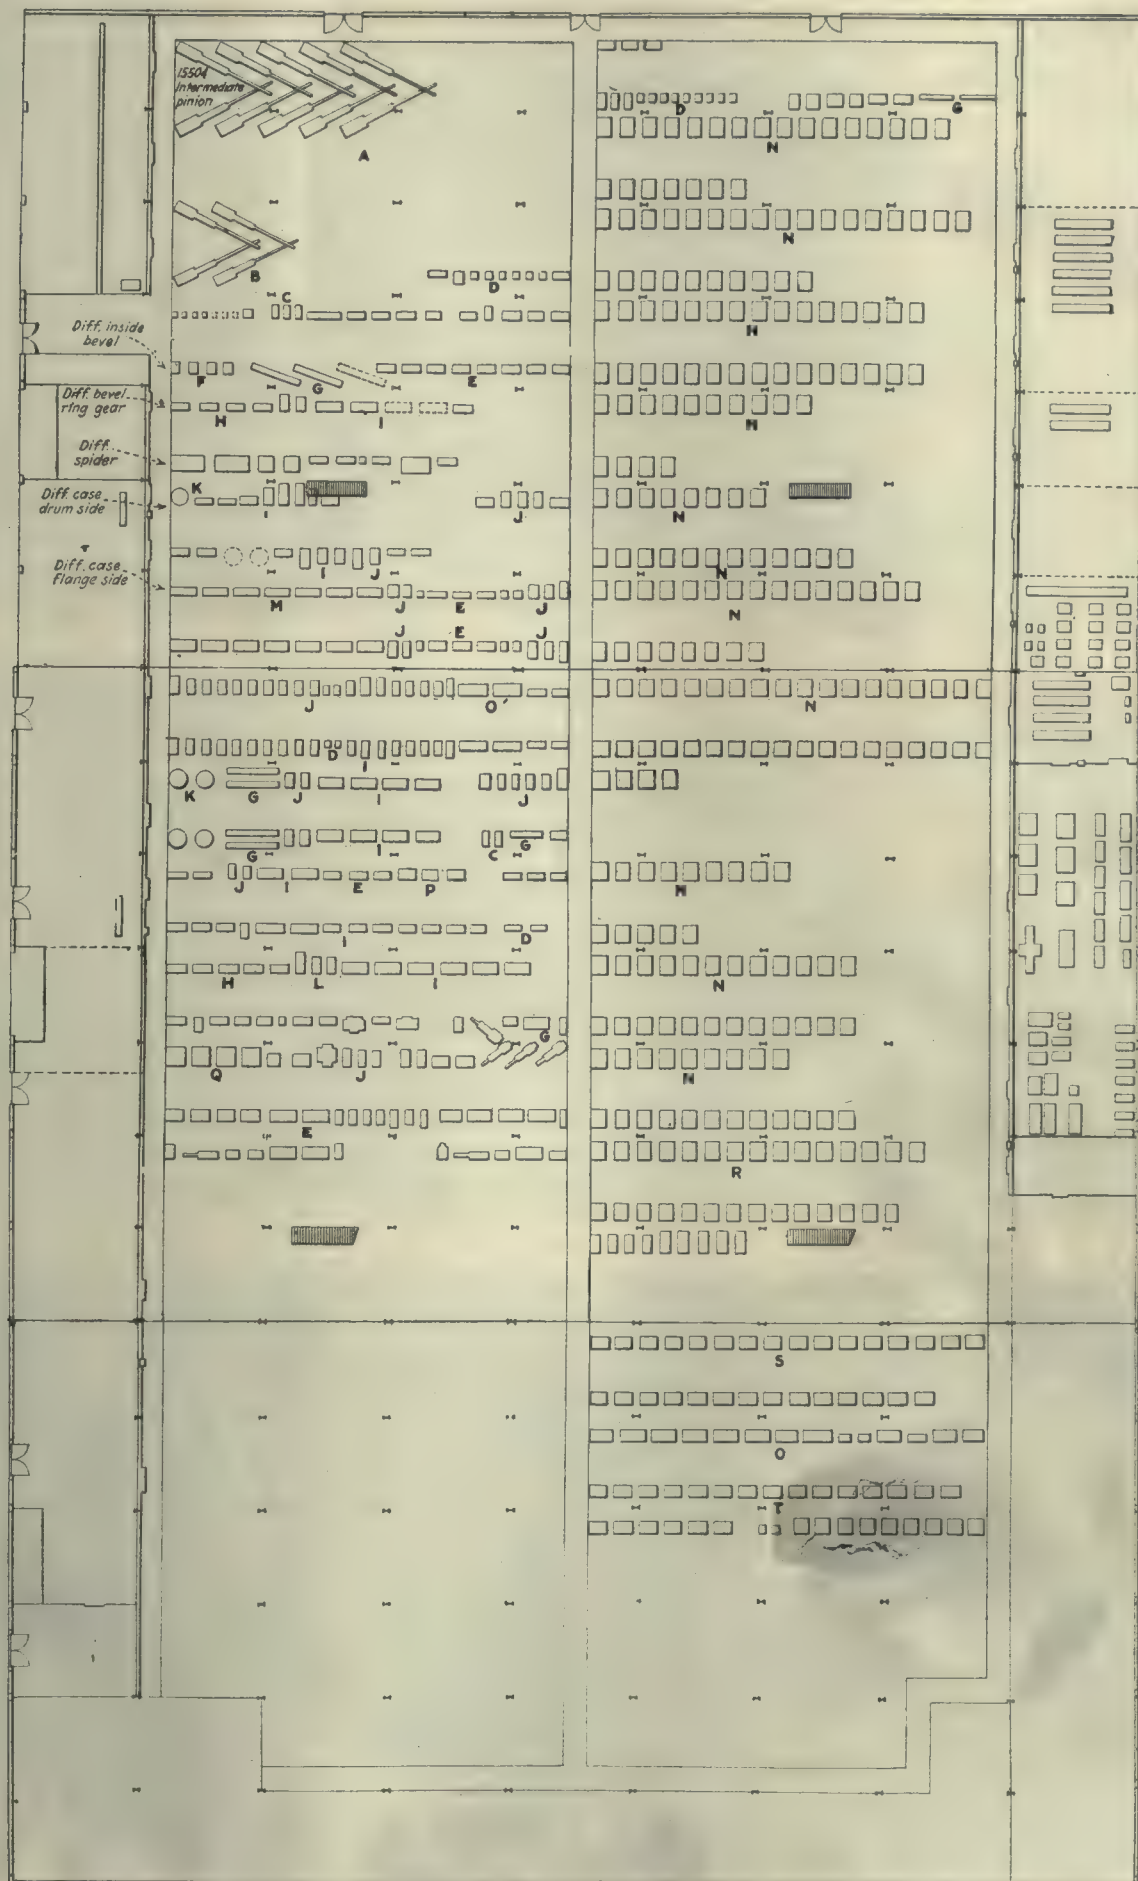 15504
Intermediate
pinion
A
D
G
N
N
B
D
C
H
Diff. inside
bevel
F
G
E
Diff. bevel
ring gear
H
I
H
Diff.
spider
Diff. case
drum side
K
I
J
N
Diff. case
flange side
I
J
N
M
J
E
J
N
J
E
J
J
O'
N
D
I
K
G
J
I
J
G
I
C
G
J
I
E
P
M
I
D
H
L
I
N
G
Q
J
N
E
R
S
O
T